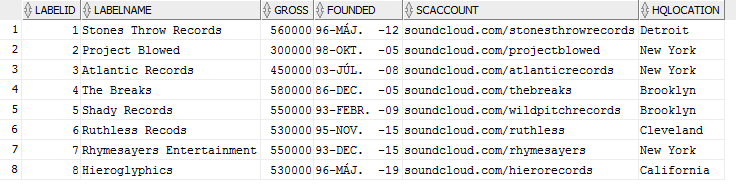 LABELID LABELNAME GROSS FOUNDED SCACCOUNT HQLOCATION
1 1 Stones Throw Records 560000 96-MÁJ. -12 soundcloud.com/stonesthrowrecords Detroit
2 2 Project Blowed 300000 98-OKT. -05 soundcloud.com/projectblowed New York
3 3 Atlantic Records 450000 03-JÚL. -08 soundcloud.com/atlanticrecords New York
4 4 The Breaks 580000 86-DEC. -05 soundcloud.com/thebreaks Brooklyn
5 5 Shady Records 550000 93-FEBR. -09 soundcloud.com/wildpitchrecords Brooklyn
6 6 Ruthless Recods 530000 95-NOV. -15 soundcloud.com/ruthless Cleveland
7 7 Rhymesayers Entertainment 550000 93-DEC. -15 soundcloud.com/rhymesayers New York
8 8 Hieroglyphics 530000 96-MÁJ. -19 soundcloud.com/hierorecords California